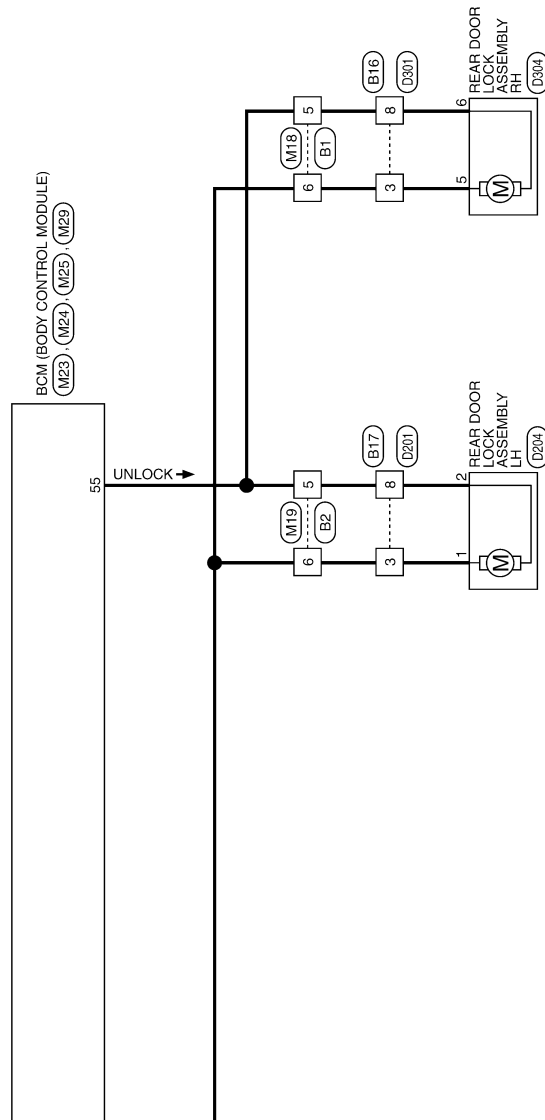 BCM (BODY CONTROL MODULE)
M23 , M24 , M25 , M29
55
UNLOCK
5
6
M18
B1
8
3
B16
D301
6
5
REAR DOOR
LOCK
ASSEMBLY
RH
D304
M
5
6
M19
B2
8
3
B17
D201
2
1
REAR DOOR
LOCK
ASSEMBLY
LH
D204
M